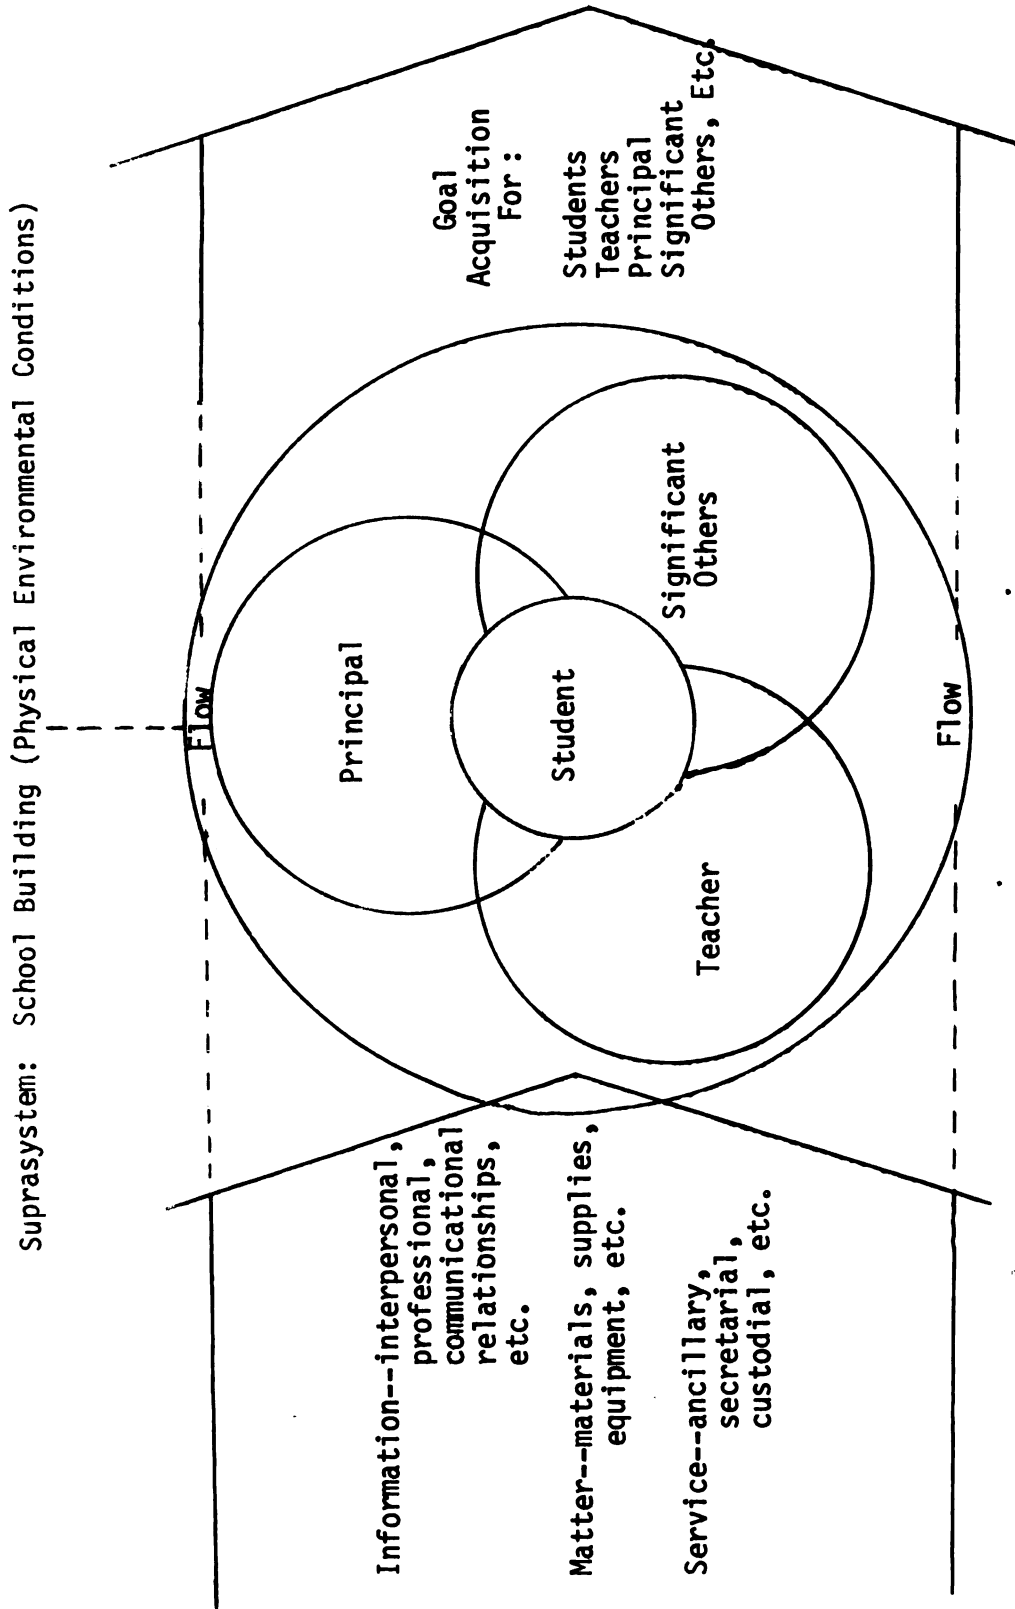 Suprasystem: School Building (Physical Environmental Conditions)
Flow
Principal
Student
Teacher
Significant
Others
Flow
Information--interpersonal,
professional,
communicational
relationships,
etc.
Matter--materials, supplies,
equipment, etc.
Service--ancillary,
secretarial,
custodial, etc.
Goal
Acquisition
For:
Students
Teachers
Principal
Significant
Others, Etc.